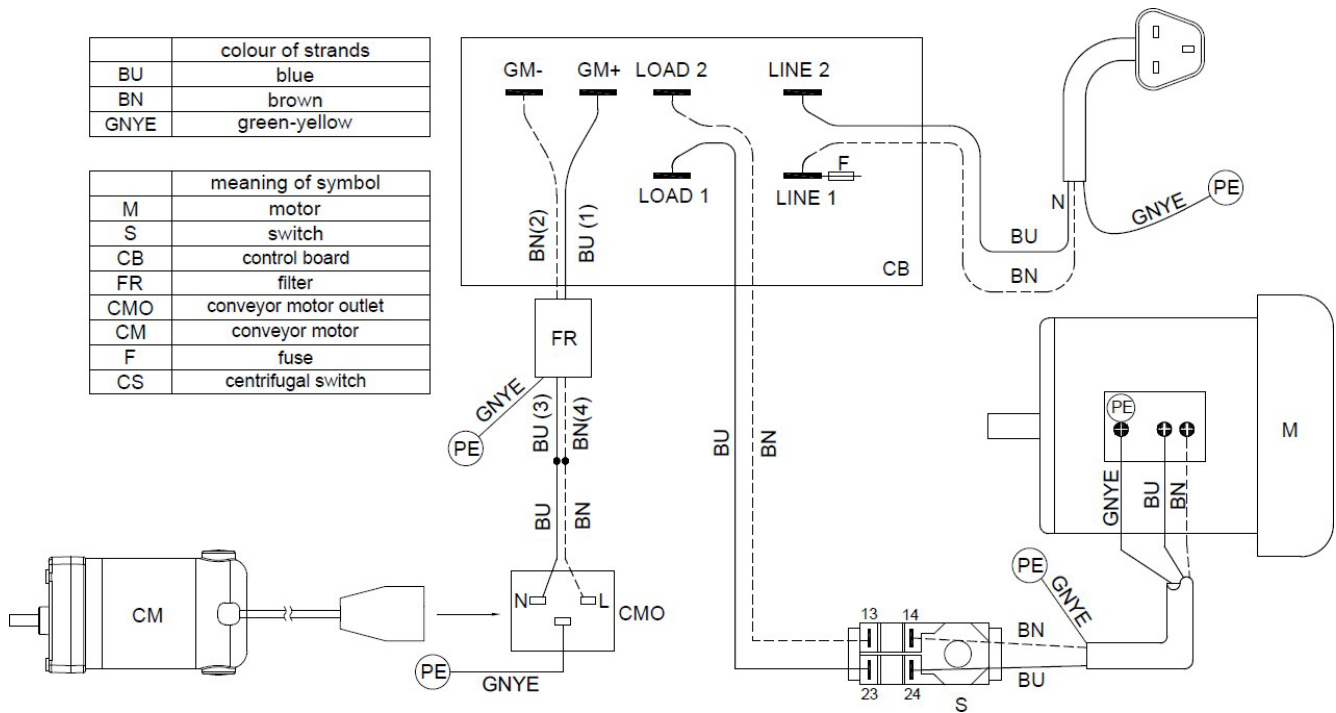 colour of strands
BU blue
BN brown
GNYE green-yellow
meaning of symbol
M motor
S switch
CB control board
FR filter
CMO conveyor motor outlet
CM conveyor motor
F fuse
CS centrifugal switch
GM- GM+ LOAD 2 LINE 2
LOAD 1 LINE 1
F
BN(2)
BU (1)
CB
N
BU
BN
GNYE
PE
FR
GNYE
PE
BU (3)
BN(4)
BU
BN
BU
BN
CM
N L
CMO
PE
GNYE
PE
M
GNYE
BU
BN
PE
GNYE
13 14
BN
BU
23 24
S